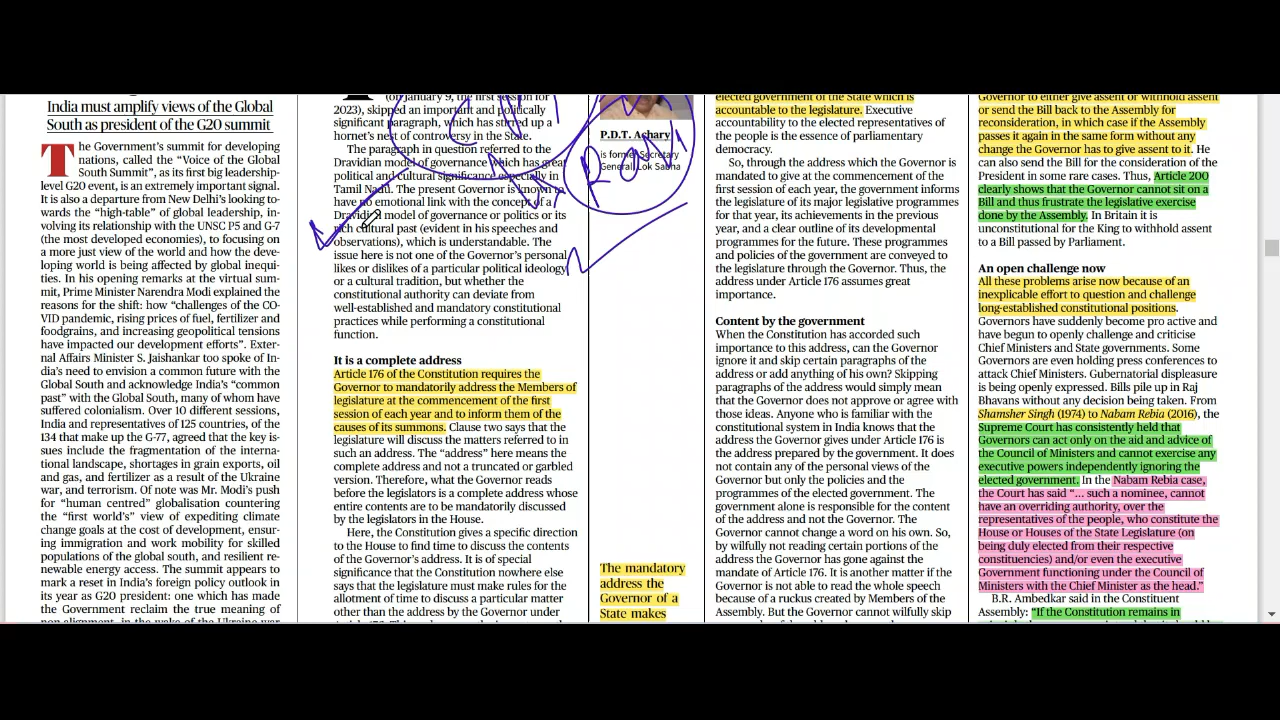 India must amplify views of the Global
South as president of the G20 summit
The Government's summit for developing
nations, called the “Voice of the Global
South Summit”, as its first big leadership-
level G20 event, is an extremely important signal.
It is also a departure from New Delhi's looking to-
wards the “high-table” of global leadership, in-
volving its relationship with the UNSC P5 and G-7
(the most developed economies), to focusing on
a more just view of the world and how the deve-
loping world is being affected by global inequi-
ties. In his opening remarks at the virtual sum-
mit, Prime Minister Narendra Modi explained the
reasons for the shift: how “challenges of the CO-
VID pandemic, rising prices of fuel, fertilizer and
foodgrains, and increasing geopolitical tensions
have impacted our development efforts”. Exter-
nal Affairs Minister S. Jaishankar too spoke of In-
dia's need to envision a common future with the
Global South and acknowledge India's “common
past” with the Global South, many of whom have
suffered colonialism. Over 10 different sessions,
India and representatives of 125 countries, of the
134 that make up the G-77, agreed that the key is-
sues include the fragmentation of the interna-
tional landscape, shortages in grain exports, oil
and gas, and fertilizer as a result of the Ukraine
war, and terrorism. Of note was Mr. Modi's push
for “human centred” globalisation countering
the “first world's” view of expediting climate
change goals at the cost of development, ensur-
ing immigration and work mobility for skilled
populations of the global south, and resilient re-
newable energy access. The summit appears to
mark a reset in India's foreign policy outlook in
its year as G20 president: one which has made
the Government reclaim the true meaning of
non-alignment, in the wake of the Ukraine war
(on January 9, the first session for
2023), skipped an important and politically
significant paragraph, which has stirred up a
hornet's nest of controversy in the State.
The paragraph in question referred to the
Dravidian model of governance which has great
political and cultural significance especially in
Tamil Nadu. The present Governor is known to
have no emotional link with the concept of a
Dravidian model of governance or politics or its
rich cultural past (evident in his speeches and
observations), which is understandable. The
issue here is not one of the Governor's personal
likes or dislikes of a particular political ideology
or a cultural tradition, but whether the
constitutional authority can deviate from
well-established and mandatory constitutional
practices while performing a constitutional
function.
It is a complete address
Article 176 of the Constitution requires the
Governor to mandatorily address the Members of
legislature at the commencement of the first
session of each year and to inform them of the
causes of its summons. Clause two says that the
legislature will discuss the matters referred to in
such an address. The “address” here means the
complete address and not a truncated or garbled
version. Therefore, what the Governor reads
before the legislators is a complete address whose
entire contents are to be mandatorily discussed
by the legislators in the House.
Here, the Constitution gives a specific direction
to the House to find time to discuss the contents
of the Governor's address. It is of special
significance that the Constitution nowhere else
says that the legislature must make rules for the
allotment of time to discuss a particular matter
other than the address by the Governor under
P.D.T. Achary
is former Secretary
General, Lok Sabha
Ravi
The mandatory
address the
Governor of a
State makes
elected government of the State which is
accountable to the legislature. Executive
accountability to the elected representatives of
the people is the essence of parliamentary
democracy.
So, through the address which the Governor is
mandated to give at the commencement of the
first session of each year, the government informs
the legislature of its major legislative programmes
for that year, its achievements in the previous
year, and a clear outline of its developmental
programmes for the future. These programmes
and policies of the government are conveyed to
the legislature through the Governor. Thus, the
address under Article 176 assumes great
importance.
Content by the government
When the Constitution has accorded such
importance to this address, can the Governor
ignore it and skip certain paragraphs of the
address or add anything of his own? Skipping
paragraphs of the address would simply mean
that the Governor does not approve or agree with
those ideas. Anyone who is familiar with the
constitutional system in India knows that the
address the Governor gives under Article 176 is
the address prepared by the government. It does
not contain any of the personal views of the
Governor but only the policies and the
programmes of the elected government. The
government alone is responsible for the content
of the address and not the Governor. The
Governor cannot change a word on his own. So,
by wilfully not reading certain portions of the
address the Governor has gone against the
mandate of Article 176. It is another matter if the
Governor is not able to read the whole speech
because of a ruckus created by Members of the
Assembly. But the Governor cannot wilfully skip
Governor to either give assent or withhold assent
or send the Bill back to the Assembly for
reconsideration, in which case if the Assembly
passes it again in the same form without any
change the Governor has to give assent to it. He
can also send the Bill for the consideration of the
President in some rare cases. Thus, Article 200
clearly shows that the Governor cannot sit on a
Bill and thus frustrate the legislative exercise
done by the Assembly. In Britain it is
unconstitutional for the King to withhold assent
to a Bill passed by Parliament.
An open challenge now
All these problems arise now because of an
inexplicable effort to question and challenge
long-established constitutional positions.
Governors have suddenly become pro active and
have begun to openly challenge and criticise
Chief Ministers and State governments. Some
Governors are even holding press conferences to
attack Chief Ministers. Gubernatorial displeasure
is being openly expressed. Bills pile up in Raj
Bhavans without any decision being taken. From
Shamsher Singh (1974) to Nabam Rebia (2016), the
Supreme Court has consistently held that
Governors can act only on the aid and advice of
the Council of Ministers and cannot exercise any
executive powers independently ignoring the
elected government. In the Nabam Rebia case,
the Court has said “... such a nominee, cannot
have an overriding authority, over the
representatives of the people, who constitute the
House or Houses of the State Legislature (on
being duly elected from their respective
constituencies) and/or even the executive
Government functioning under the Council of
Ministers with the Chief Minister as the head.”
B.R. Ambedkar said in the Constituent
Assembly: “If the Constitution remains in